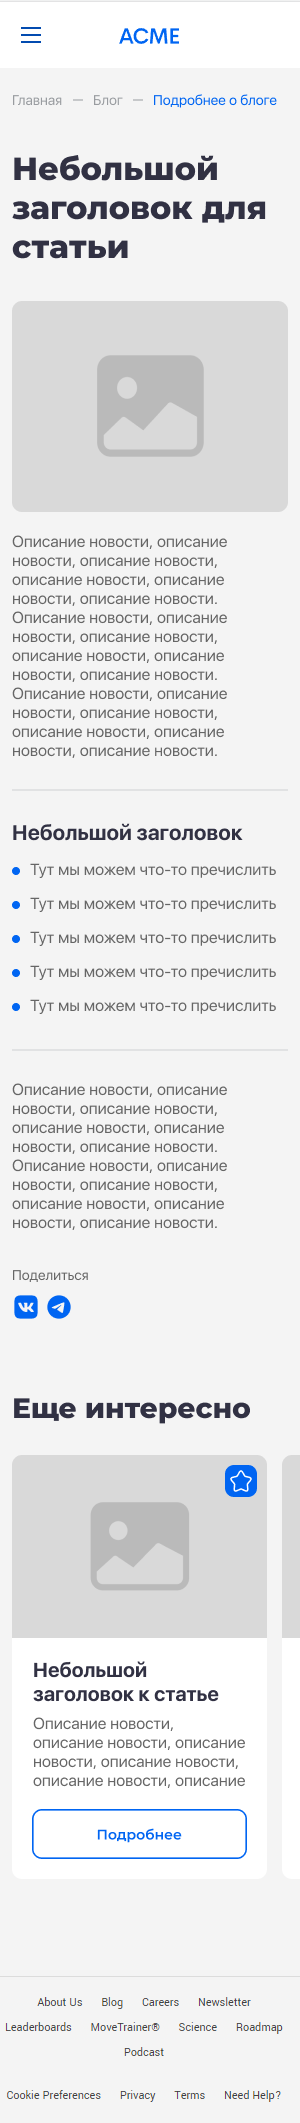 ACME
Главная — Блог — Подробнее о блоге
Небольшой
заголовок для
статьи
Описание новости, описание
новости, описание новости,
описание новости, описание
новости, описание новости.
Описание новости, описание
новости, описание новости,
описание новости, описание
новости, описание новости.
Описание новости, описание
новости, описание новости,
описание новости, описание
новости, описание новости.
Небольшой заголовок
Тут мы можем что-то пречислить
Тут мы можем что-то пречислить
Тут мы можем что-то пречислить
Тут мы можем что-то пречислить
Тут мы можем что-то пречислить
Описание новости, описание
новости, описание новости,
описание новости, описание
новости, описание новости.
Описание новости, описание
новости, описание новости,
описание новости, описание
новости, описание новости.
Поделиться
Еще интересно
Небольшой
заголовок к статье
Описание новости,
описание новости, описание
новости, описание новости,
описание новости, описание
Подробнее
About Us Blog Careers Newsletter
Leaderboards MoveTrainer® Science Roadmap
Podcast
Cookie Preferences Privacy Terms Need Help?